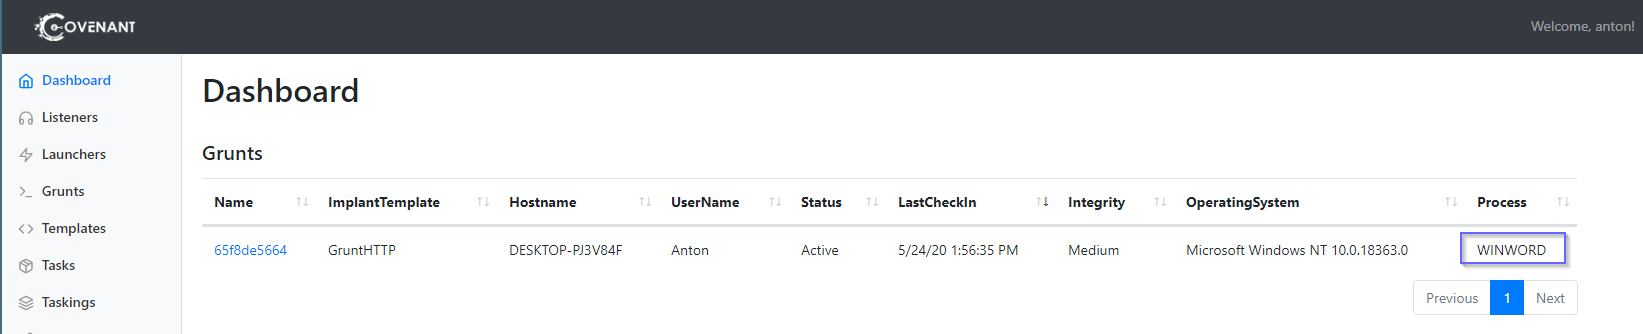 COVENANT
Welcome, anton!
Dashboard
Listeners
Launchers
Grunts
Templates
Tasks
Taskings
Dashboard
Grunts
Name ImplantTemplate Hostname UserName Status LastCheckIn Integrity OperatingSystem Process
65f8de5664 GruntHTTP DESKTOP-PJ3V84F Anton Active 5/24/20 1:56:35 PM Medium Microsoft Windows NT 10.0.18363.0 WINWORD
Previous 1 Next